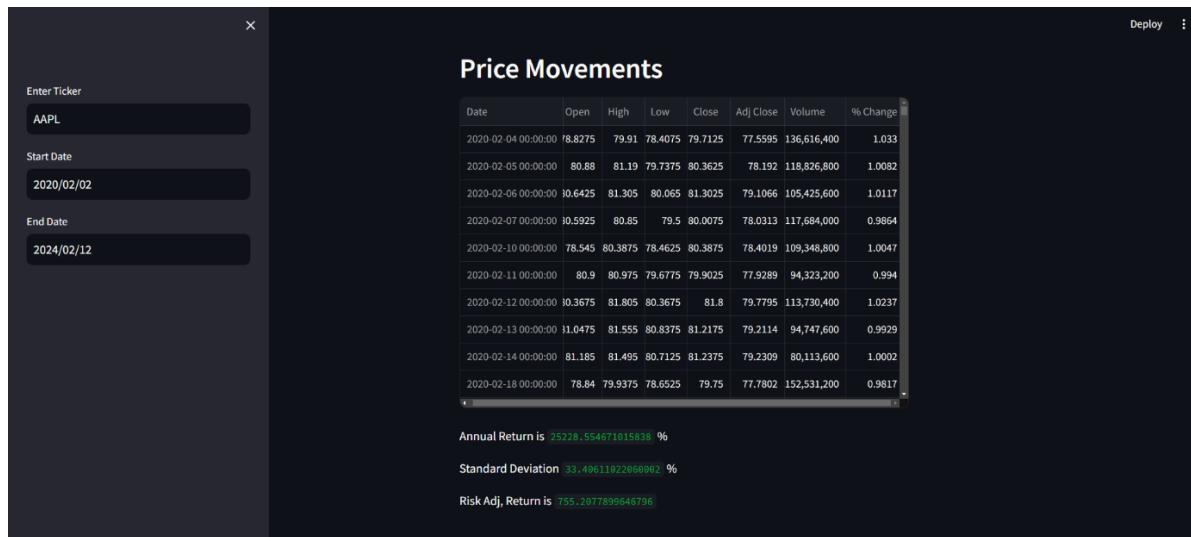 Deploy
Enter Ticker
AAPL
Start Date
2020/02/02
End Date
2024/02/12
Price Movements
Date Open High Low Close Adj Close Volume % Change
2020-02-04 00:00:00 78.8275 79.91 78.4075 79.7125 77.5595 136,616,400 1.033
2020-02-05 00:00:00 80.88 81.19 79.7375 80.3625 78.192 118,826,800 1.0082
2020-02-06 00:00:00 80.6425 81.305 80.065 81.3025 79.1066 105,425,600 1.0117
2020-02-07 00:00:00 80.5925 80.85 79.5 80.0075 78.0313 117,684,000 0.9864
2020-02-10 00:00:00 78.545 80.3875 78.4625 80.3875 78.4019 109,348,800 1.0047
2020-02-11 00:00:00 80.9 80.975 79.6775 79.9025 77.9289 94,323,200 0.994
2020-02-12 00:00:00 80.3675 81.805 80.3675 81.8 79.7795 113,730,400 1.0237
2020-02-13 00:00:00 81.0475 81.555 80.8375 81.2175 79.2114 94,747,600 0.9929
2020-02-14 00:00:00 81.185 81.495 80.7125 81.2375 79.2309 80,113,600 1.0002
2020-02-18 00:00:00 78.84 79.9375 78.6525 79.75 77.7802 152,531,200 0.9817
Annual Return is 25228.554671015838 %
Standard Deviation 33.40611022060002 %
Risk Adj, Return is 755.2077899646796